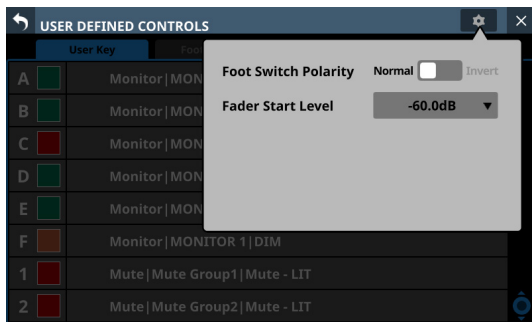 USER DEFINED CONTROLS
User Key
Foot
Foot Switch Polarity Normal Invert
Fader Start Level -60.0dB
A Monitor|MON
B Monitor|MON
C Monitor|MON
D Monitor|MON
E Monitor|MON
F Monitor|MONITOR 1|DIM
1 Mute|Mute Group1|Mute - LIT
2 Mute|Mute Group2|Mute - LIT